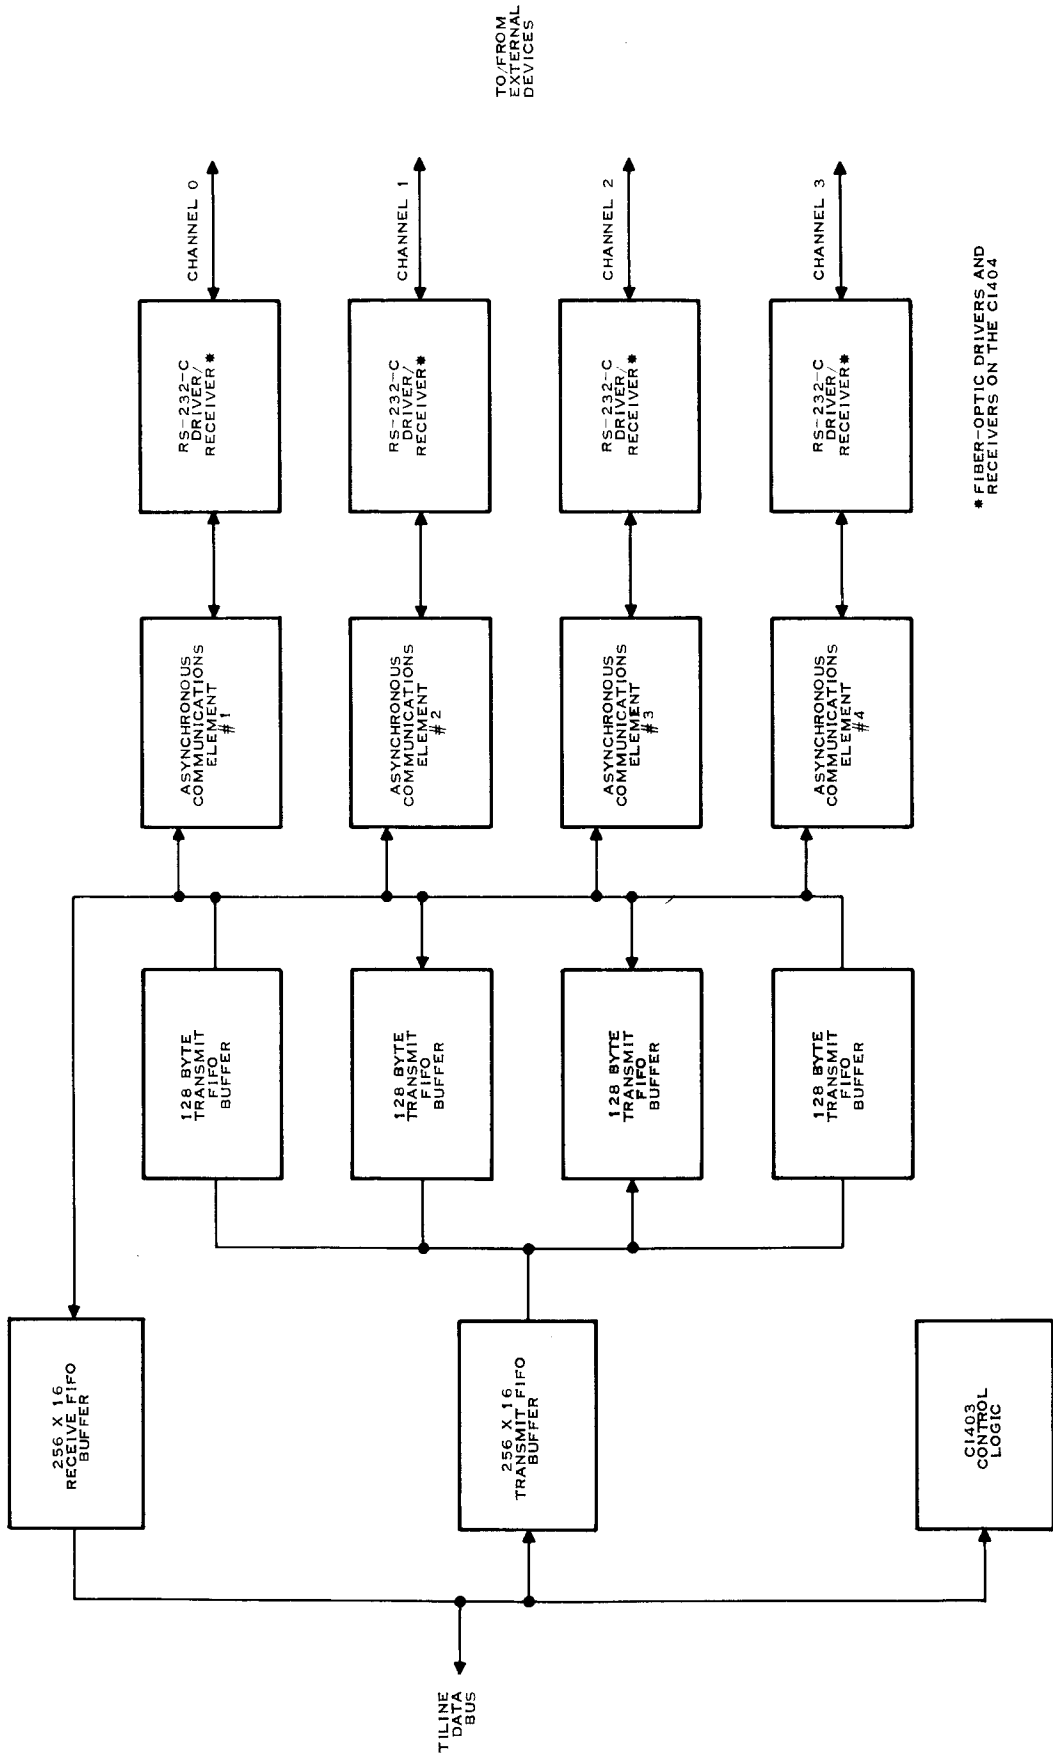 TILINE
DATA
BUS
256 X 16
RECEIVE FIFO
BUFFER
256 X 16
TRANSMIT FIFO
BUFFER
CI403
CONTROL
LOGIC
128 BYTE
TRANSMIT
FIFO
BUFFER
128 BYTE
TRANSMIT
FIFO
BUFFER
128 BYTE
TRANSMIT
FIFO
BUFFER
128 BYTE
TRANSMIT
FIFO
BUFFER
ASYNCHRONOUS
COMMUNICATIONS
ELEMENT
#1
ASYNCHRONOUS
COMMUNICATIONS
ELEMENT
#2
ASYNCHRONOUS
COMMUNICATIONS
ELEMENT
#3
ASYNCHRONOUS
COMMUNICATIONS
ELEMENT
#4
RS-232-C
DRIVER/
RECEIVER*
RS-232-C
DRIVER/
RECEIVER*
RS-232-C
DRIVER/
RECEIVER*
RS-232-C
DRIVER/
RECEIVER*
CHANNEL 0
CHANNEL 1
CHANNEL 2
CHANNEL 3
TO/FROM
EXTERNAL
DEVICES
* FIBER-OPTIC DRIVERS AND
RECEIVERS ON THE CI404